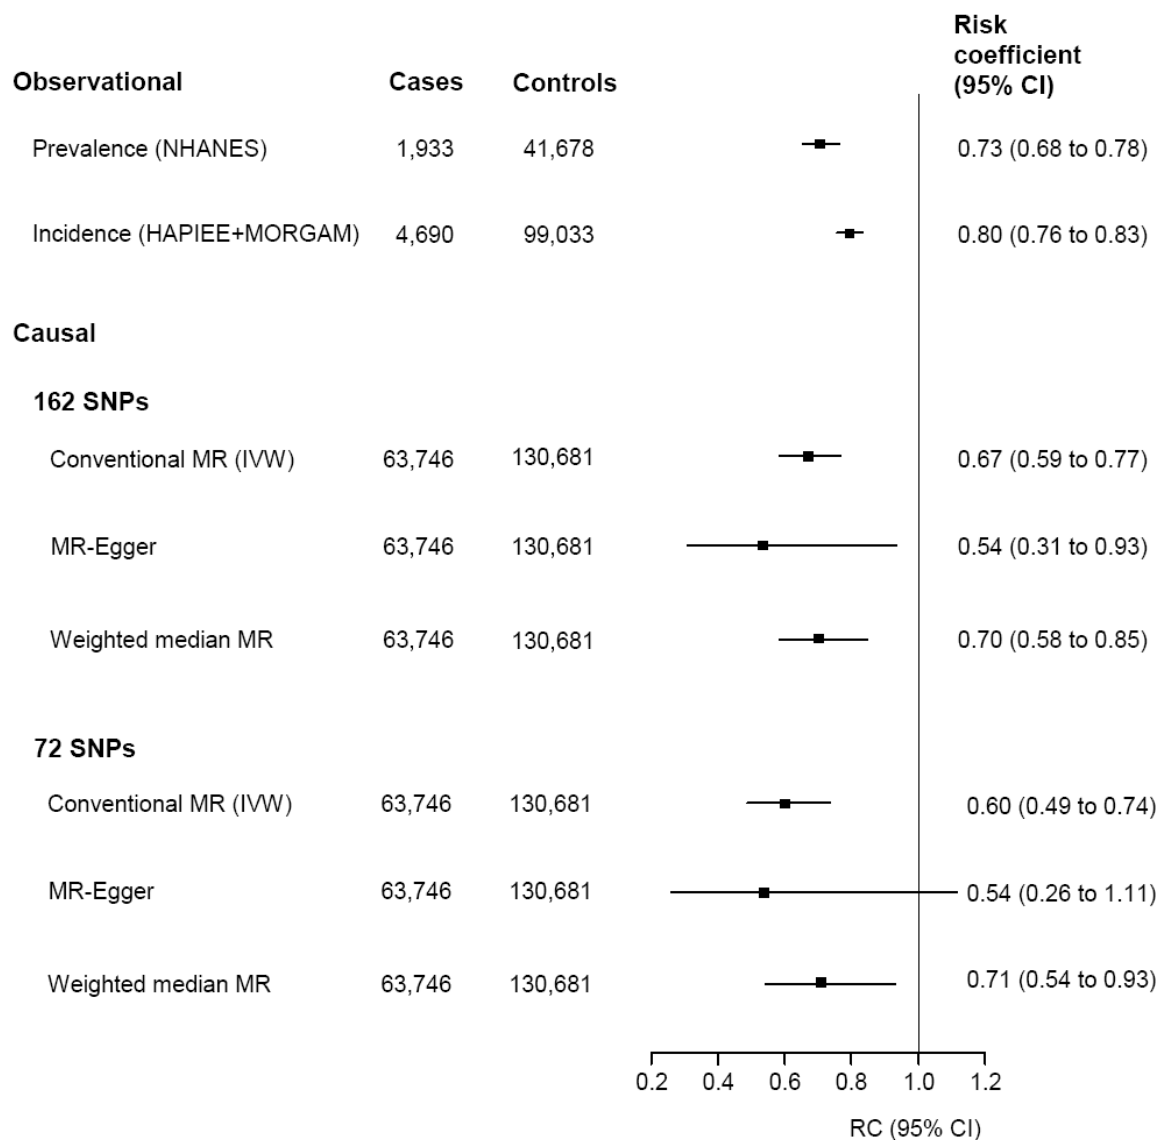 Risk
coefficient
(95% CI)
Observational Cases Controls
Prevalence (NHANES) 1,933 41,678 0.73 (0.68 to 0.78)
Incidence (HAPIEE+MORGAM) 4,690 99,033 0.80 (0.76 to 0.83)
Causal
162 SNPs
Conventional MR (IVW) 63,746 130,681 0.67 (0.59 to 0.77)
MR-Egger 63,746 130,681 0.54 (0.31 to 0.93)
Weighted median MR 63,746 130,681 0.70 (0.58 to 0.85)
72 SNPs
Conventional MR (IVW) 63,746 130,681 0.60 (0.49 to 0.74)
MR-Egger 63,746 130,681 0.54 (0.26 to 1.11)
Weighted median MR 63,746 130,681 0.71 (0.54 to 0.93)
0.2 0.4 0.6 0.8 1.0 1.2
RC (95% CI)